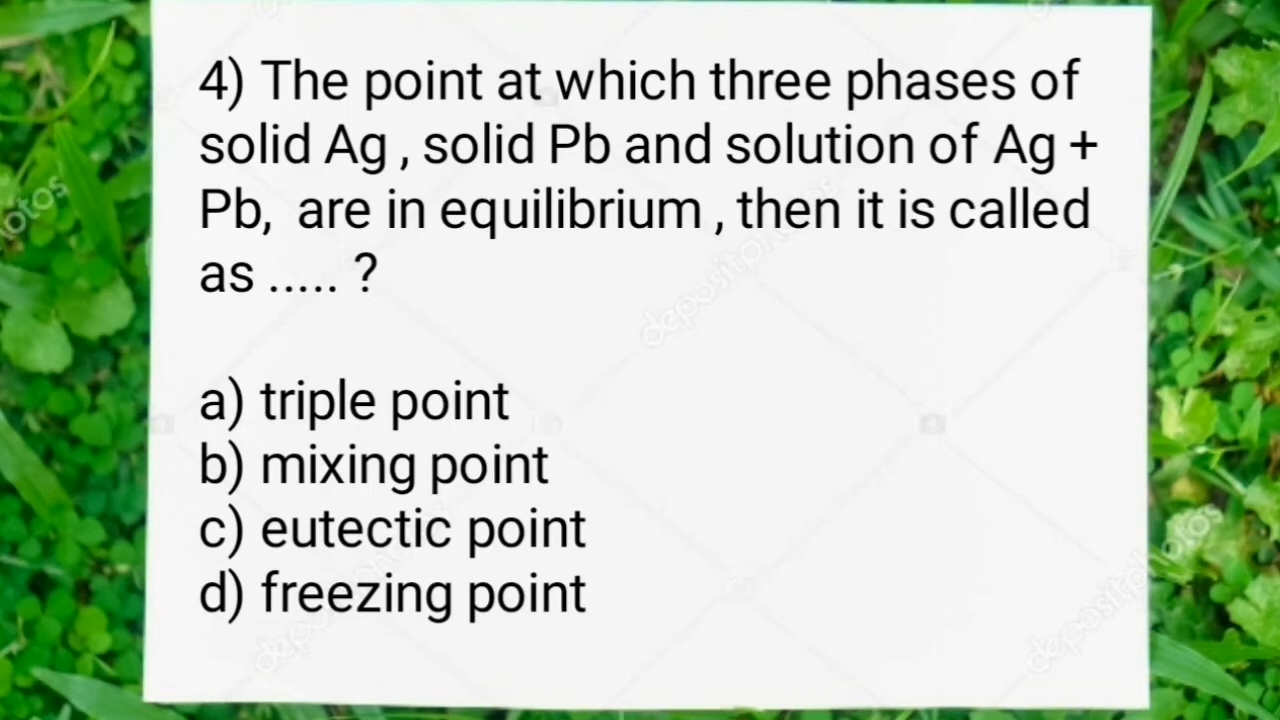 4) The point at which three phases of
solid Ag , solid Pb and solution of Ag +
Pb, are in equilibrium , then it is called
as ..... ?
a) triple point
b) mixing point
c) eutectic point
d) freezing point
depositphotos